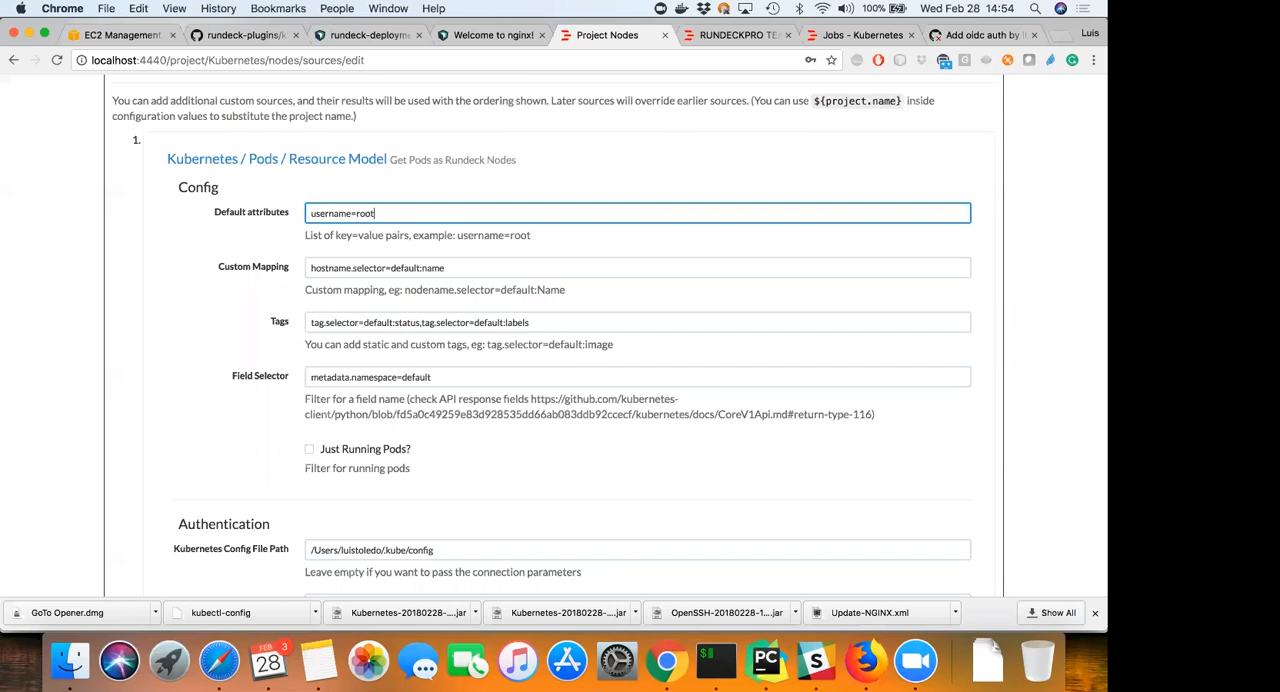 Chrome File Edit View History Bookmarks People Window Help 100% Wed Feb 28 14:54
EC2 Management rundeck-plugins/k rundeck-deployme Welcome to nginx! Project Nodes RUNDECKPRO TE Jobs - Kubernetes Add oidc auth by l Luis
localhost:4440/project/Kubernetes/nodes/sources/edit
You can add additional custom sources, and their results will be used with the ordering shown. Later sources will override earlier sources. (You can use ${project.name} inside
configuration values to substitute the project name.)
1.
Kubernetes / Pods / Resource Model Get Pods as Rundeck Nodes
Config
Default attributes username=root
List of key=value pairs, example: username=root
Custom Mapping hostname.selector=default:name
Custom mapping, eg: nodename.selector=default:Name
Tags tag.selector=default:status,tag.selector=default:labels
You can add static and custom tags, eg: tag.selector=default:image
Field Selector metadata.namespace=default
Filter for a field name (check API response fields https://github.com/kubernetes-
client/python/blob/fd5a0c49259e83d928535dd66ab083ddb92ccecf/kubernetes/docs/CoreV1Api.md#return-type-116)
Just Running Pods?
Filter for running pods
Authentication
Kubernetes Config File Path /Users/luistoledo/.kube/config
Leave empty if you want to pass the connection parameters
GoTo Opener.dmg kubectl-config Kubernetes-20180228-....jar Kubernetes-20180228-....jar OpenSSH-20180228-1....jar Update-NGINX.xml Show All
FEB 3
28 $ PC S